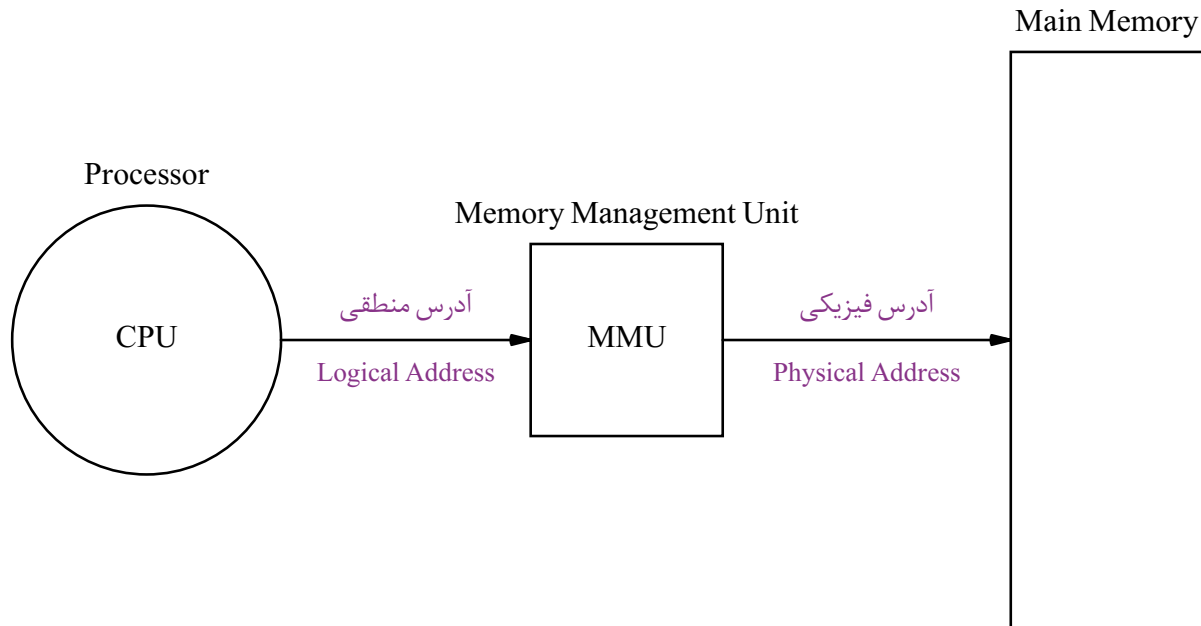 Main Memory
Processor
Memory Management Unit
آدرس منطقی
آدرس فیزیکی
CPU
MMU
Logical Address
Physical Address